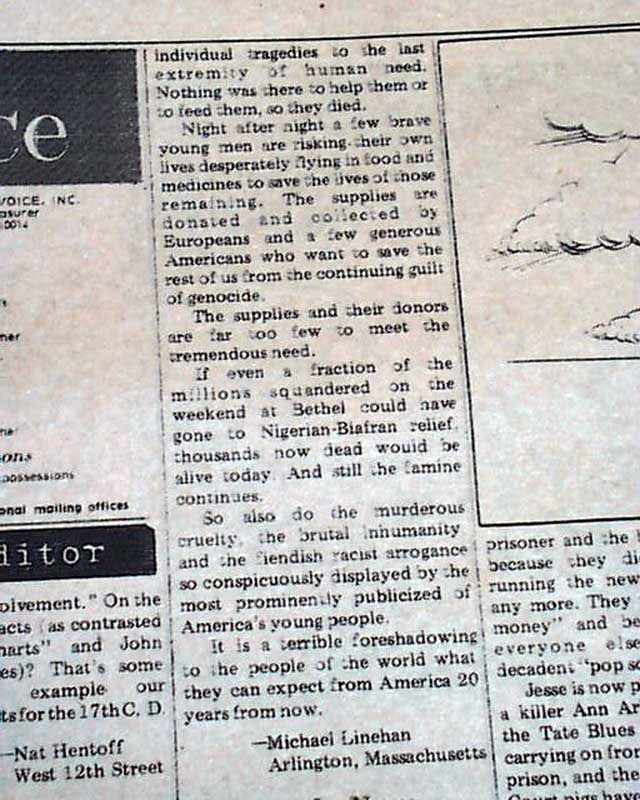 ce
VOICE, INC.
asurer
10014
mer
ons
possessions
onal mailing offices
ditor
olvement." On the
acts (as contrasted
harts" and John
es)? That's some
example our
ts for the 17th C. D.
—Nat Hentoff
West 12th Street
individual tragedies to the last
extremity of human need.
Nothing was there to help them or
to feed them, so they died.
Night after night a few brave
young men are risking their own
lives desperately flying in food and
medicines to save the lives of those
remaining. The supplies are
donated and collected by
Europeans and a few generous
Americans who want to save the
rest of us from the continuing guilt
of genocide.
The supplies and their donors
are far too few to meet the
tremendous need.
If even a fraction of the
millions squandered on the
weekend at Bethel could have
gone to Nigerian-Biafran relief,
thousands now dead would be
alive today. And still the famine
continues.
So also do the murderous
cruelty, the brutal inhumanity
and the fiendish racist arrogance
so conspicuously displayed by the
most prominently publicized of
America's young people.
It is a terrible foreshadowing
to the people of the world what
they can expect from America 20
years from now.
—Michael Linehan
Arlington, Massachusetts
prisoner and the
because they di
running the new
any more. They
money" and be
everyone else
decadent "pop
Jesse is now p
a killer Ann Ar
the Tate Blues
carrying on fro
prison, and the